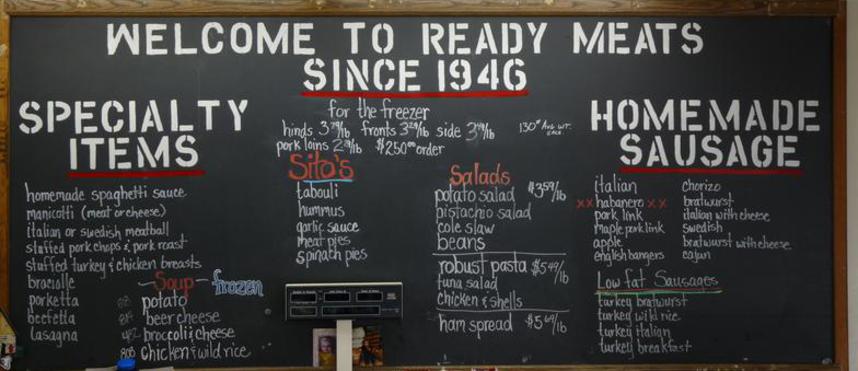 WELCOME TO READY MEATS
SINCE 1946
SPECIALTY
ITEMS
homemade spaghetti sauce
manicotti (meat or cheese)
italian or swedish meatball
stuffed pork chops & pork roast
stuffed turkey & chicken breasts
braciolle
porketta
beefetta
lasagna
Soup - frozen
potato
beer cheese
broccoli & cheese
808 chicken & wild rice
for the freezer
hinds 3 79/lb fronts 3 29/lb side 3 49/lb
130# AVG. WT.
pork loins 2 79/lb $250.00 order
Sito's
tabouli
hummus
garlic sauce
meat pies
spinach pies
Salads
potato salad $3 59/lb
pistachio salad
cole slaw
beans
robust pasta $5 49/lb
tuna salad
chicken & shells
ham spread $5 69/lb
HOMEMADE
SAUSAGE
italian
xx habanero xx
pork link
maple pork link
apple
english bangers
chorizo
bratwurst
italian with cheese
swedish
bratwurst with cheese
cajun
Low fat Sausages
turkey bratwurst
turkey wild rice
turkey italian
turkey breakfast